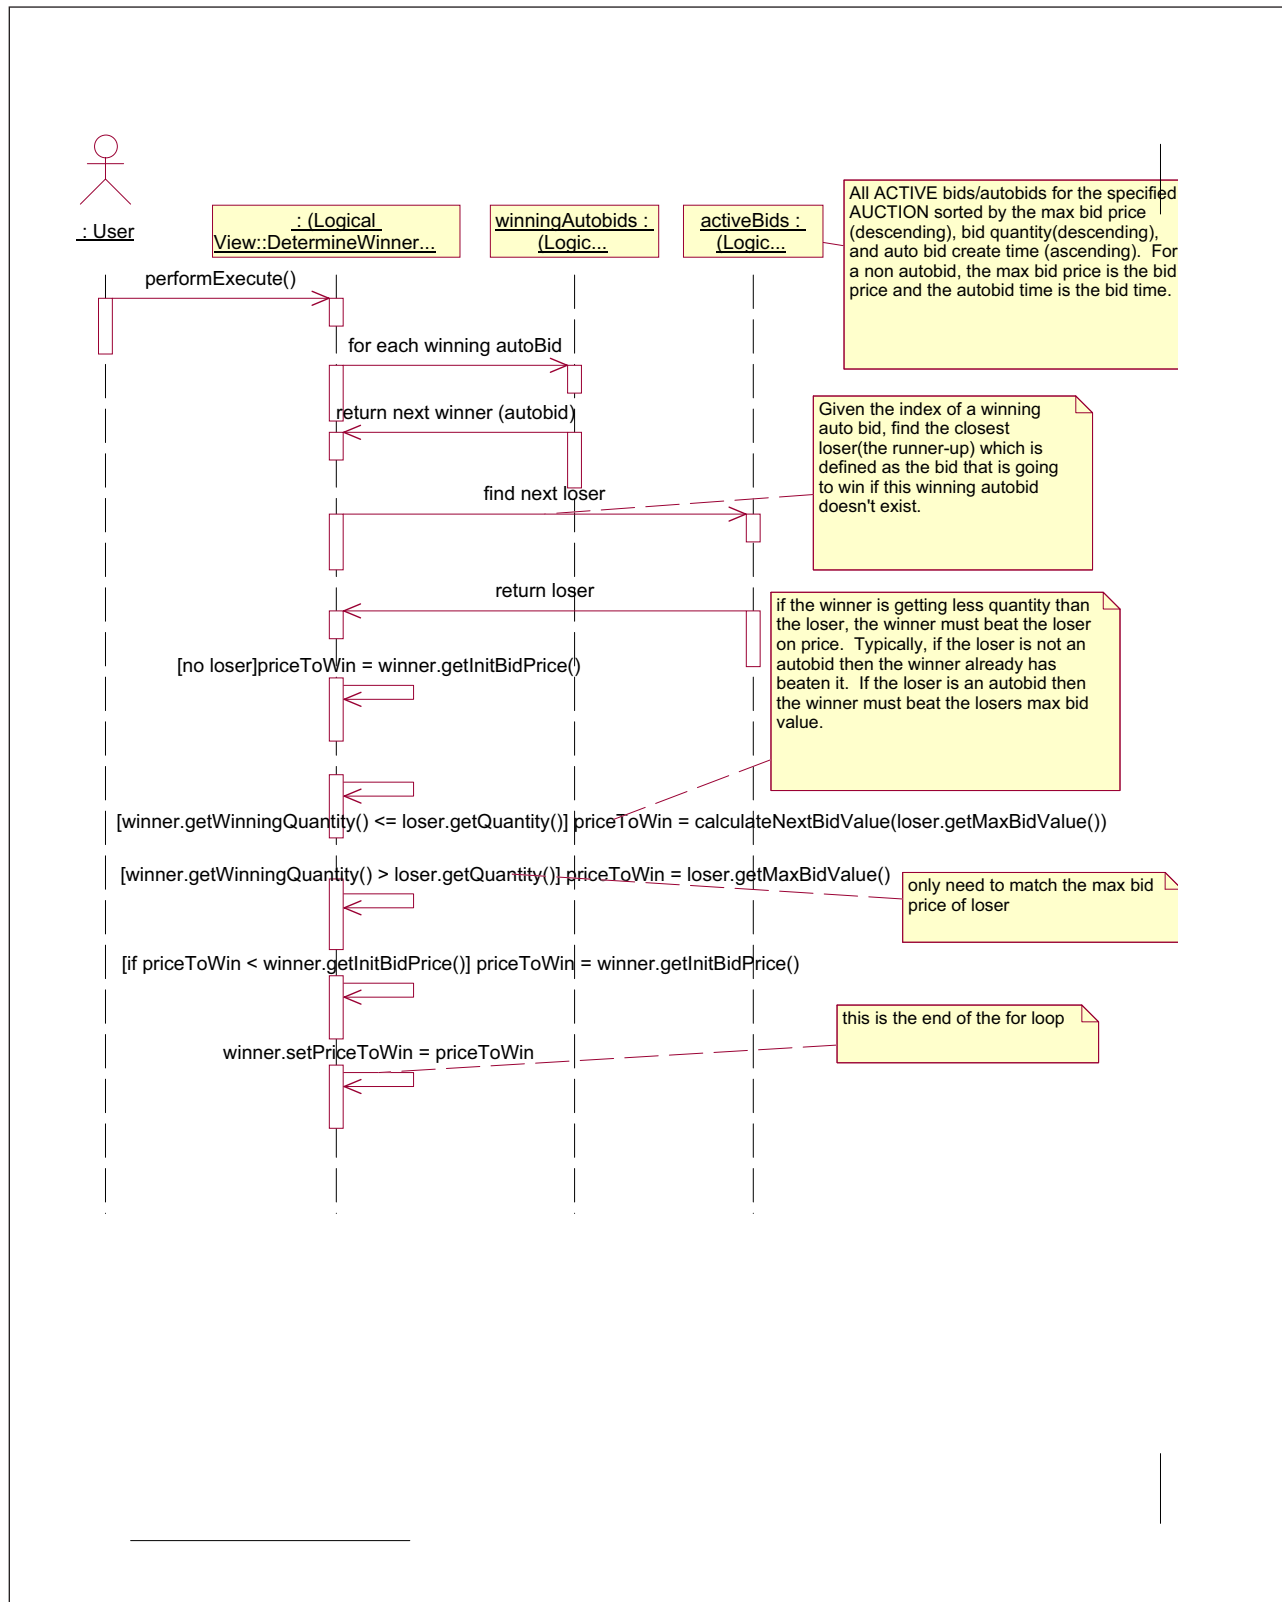 : User
: (Logical
View::DetermineWinner...
winningAutobids :
(Logic...
activeBids :
(Logic...
All ACTIVE bids/autobids for the specified
AUCTION sorted by the max bid price
(descending), bid quantity(descending),
and auto bid create time (ascending).  For
a non autobid, the max bid price is the bid
price and the autobid time is the bid time.
performExecute()
for each winning autoBid
return next winner (autobid)
Given the index of a winning
auto bid, find the closest
loser(the runner-up) which is
defined as the bid that is going
to win if this winning autobid
doesn't exist.
find next loser
return loser
if the winner is getting less quantity than
the loser, the winner must beat the loser
on price.  Typically, if the loser is not an
autobid then the winner already has
beaten it.  If the loser is an autobid then
the winner must beat the losers max bid
value.
[no loser]priceToWin = winner.getInitBidPrice()
[winner.getWinningQuantity() <= loser.getQuantity()] priceToWin = calculateNextBidValue(loser.getMaxBidValue())
[winner.getWinningQuantity() > loser.getQuantity()] priceToWin = loser.getMaxBidValue()
only need to match the max bid
price of loser
[if priceToWin < winner.getInitBidPrice()] priceToWin = winner.getInitBidPrice()
this is the end of the for loop
winner.setPriceToWin = priceToWin